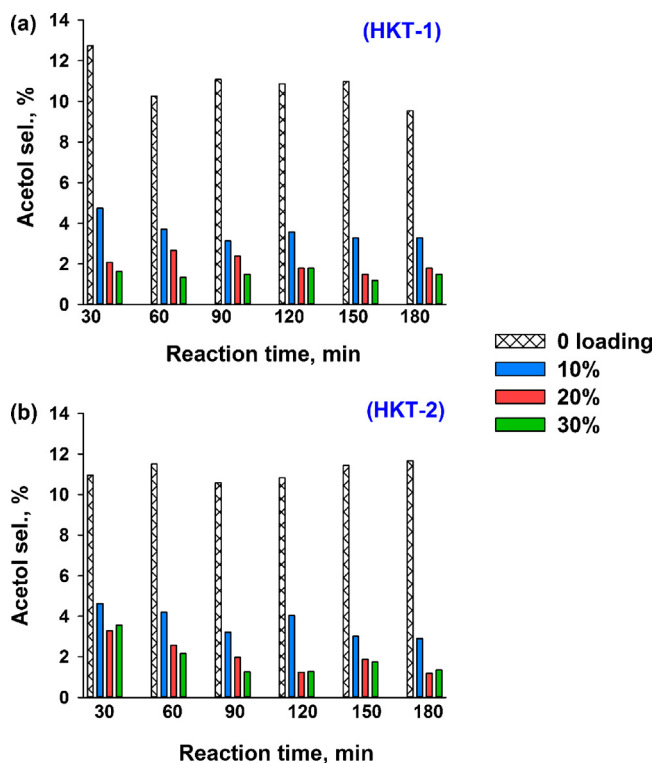 (a)
(HKT-1)
Acetol sel., %
14
12
10
8
6
4
2
0
30 60 90 120 150 180
Reaction time, min
0 loading
10%
20%
30%
(b)
(HKT-2)
Acetol sel., %
14
12
10
8
6
4
2
0
30 60 90 120 150 180
Reaction time, min